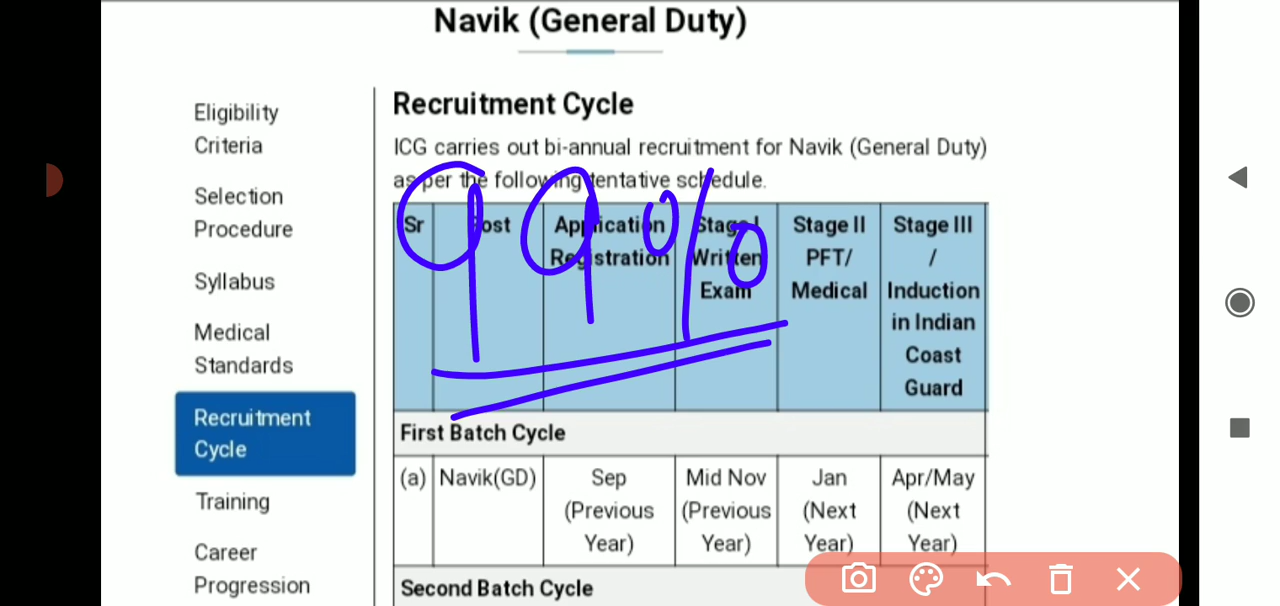 Navik (General Duty)
Eligibility
Criteria
Selection
Procedure
Syllabus
Medical
Standards
Recruitment
Cycle
Training
Career
Progression
Recruitment Cycle
ICG carries out bi-annual recruitment for Navik (General Duty)
as per the following tentative schedule.
99%
Sr
Post
Application
Registration
Stage I
Written
Exam
Stage II
PFT/
Medical
Stage III
/
Induction
in Indian
Coast
Guard
First Batch Cycle
(a)
Navik(GD)
Sep
(Previous
Year)
Mid Nov
(Previous
Year)
Jan
(Next
Year)
Apr/May
(Next
Year)
Second Batch Cycle